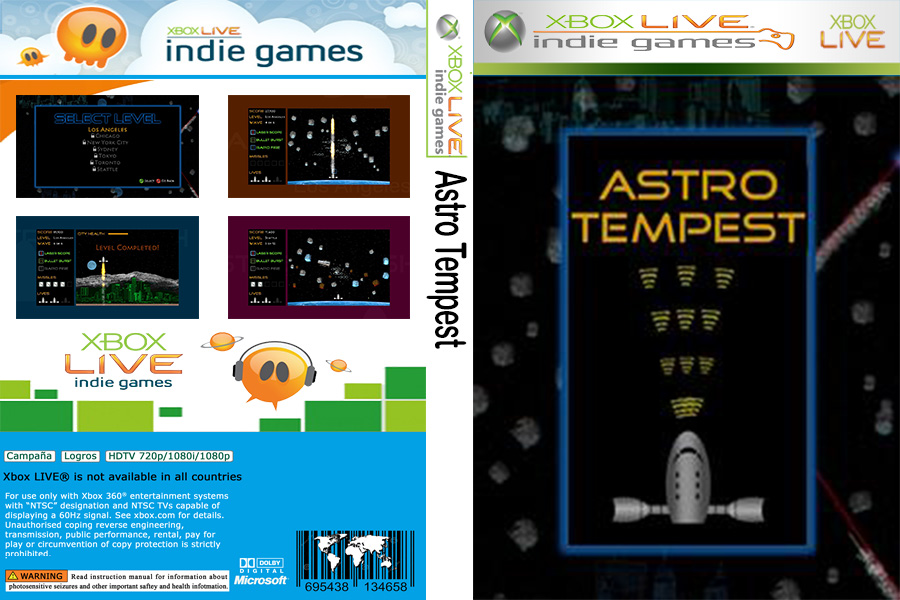 XBOX LIVE
indie games
SELECT LEVEL
LOS ANGELES
CHICAGO
NEW YORK CITY
SYDNEY
TOKYO
TORONTO
SEATTLE
LEVEL COMPLETED!
CITY HEALTH
XBOX
LIVE
indie games
Campaña
Logros
HDTV 720p/1080i/1080p
Xbox LIVE® is not available in all countries
For use only with Xbox 360® entertainment systems
with "NTSC" designation and NTSC TVs capable of
displaying a 60Hz signal. See xbox.com for details.
Unauthorised coping reverse engineering,
transmission, public performance, rental, pay for
play or circumvention of copy protection is strictly
prohibited.
WARNING Read instruction manual for information about
photosensitive seizures and other important saftey and health infotmation.
DOLBY
DIGITAL
Microsoft
695438 134658
XBOX LIVE
indie games
Astro Tempest
XBOX LIVE
indie games
XBOX
LIVE
ASTRO
TEMPEST